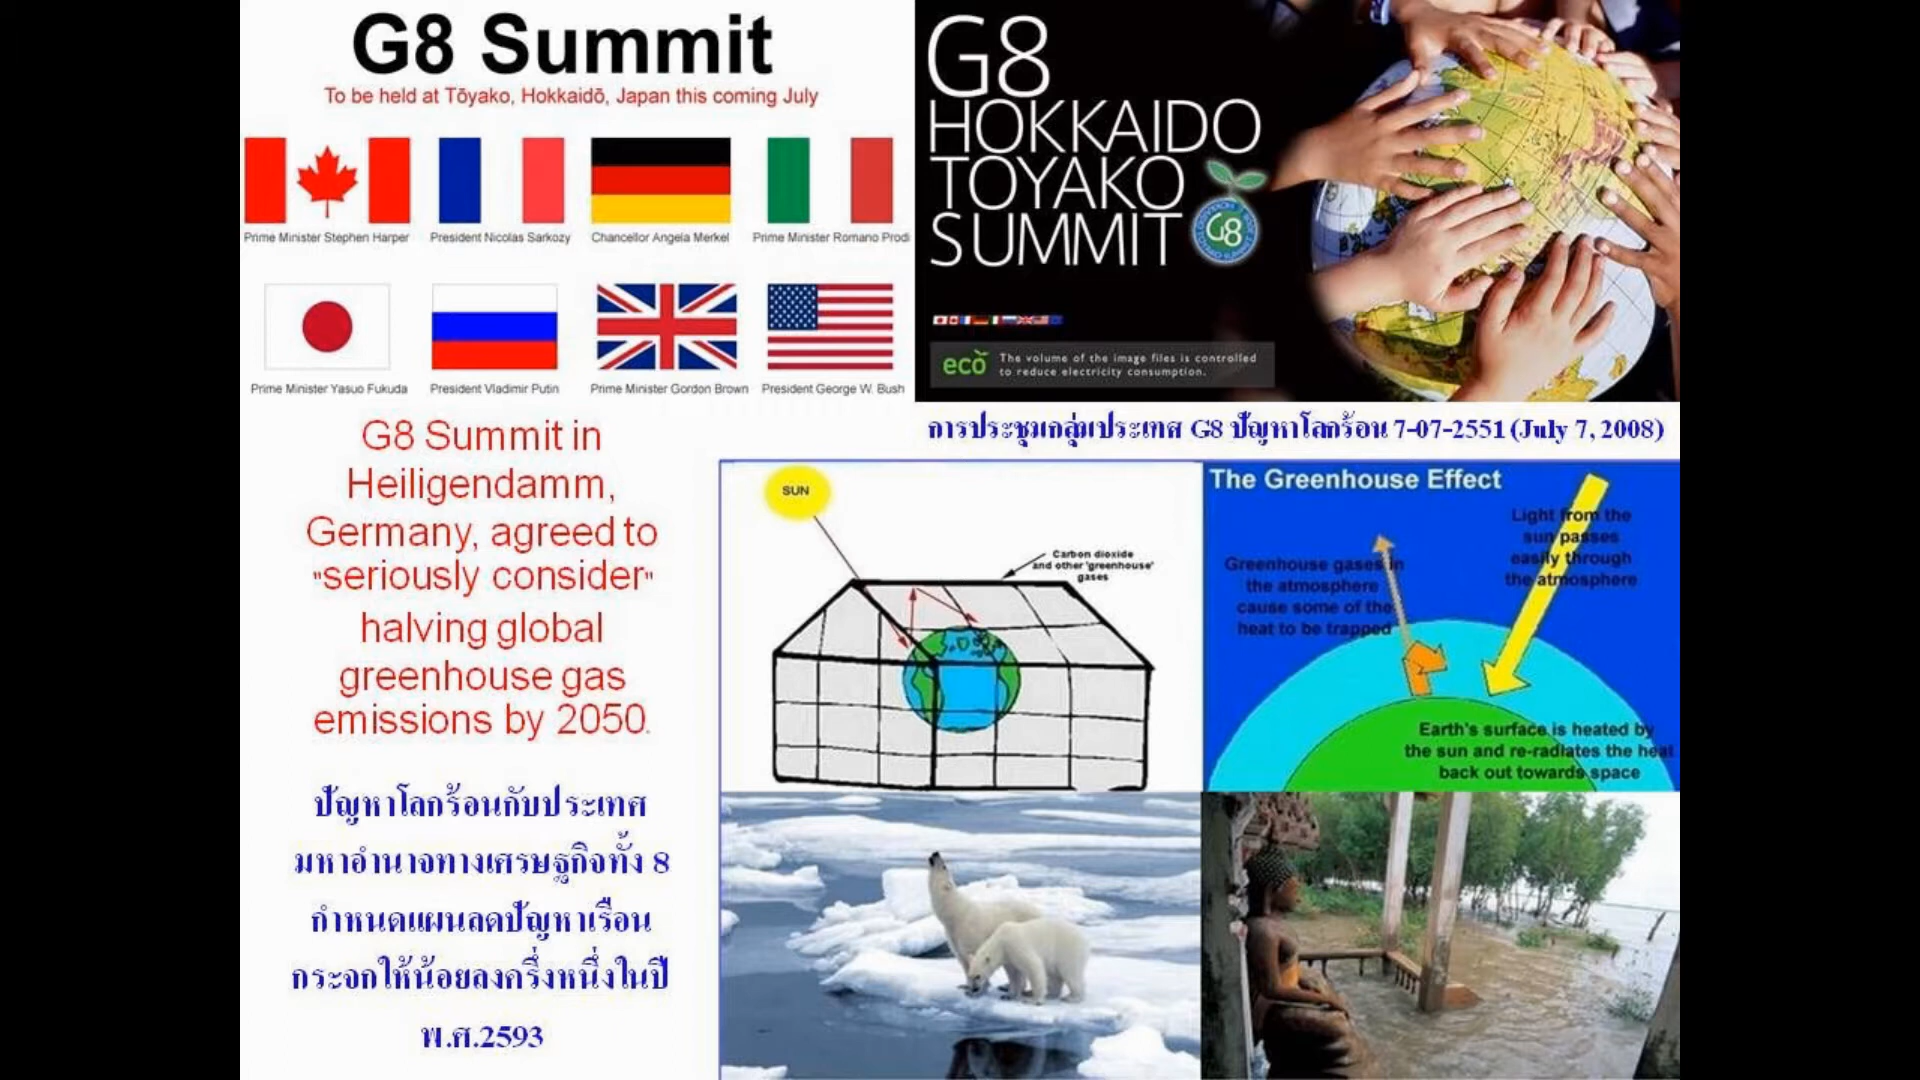 G8 Summit
To be held at Tōyako, Hokkaidō, Japan this coming July
Prime Minister Stephen Harper
President Nicolas Sarkozy
Chancellor Angela Merkel
Prime Minister Romano Prodi
Prime Minister Yasuo Fukuda
President Vladimir Putin
Prime Minister Gordon Brown
President George W. Bush
G8
HOKKAIDO
TOYAKO
SUMMIT
G8
eco
The volume of the image files is controlled
to reduce electricity consumption.
การประชุมกลุ่มประเทศ G8 ปัญหาโลกร้อน 7-07-2551 (July 7, 2008)
G8 Summit in
Heiligendamm,
Germany, agreed to
"seriously consider"
halving global
greenhouse gas
emissions by 2050.
ปัญหาโลกร้อนกับประเทศ
มหาอำนาจทางเศรษฐกิจทั้ง 8
กำหนดแผนลดปัญหาเรือน
กระจกให้น้อยลงครึ่งหนึ่งในปี
พ.ศ.2593
SUN
Carbon dioxide
and other 'greenhouse'
gases
The Greenhouse Effect
Light from the
sun passes
easily through
the atmosphere
Greenhouse gases in
the atmosphere
cause some of the
heat to be trapped
Earth's surface is heated by
the sun and re-radiates the heat
back out towards space